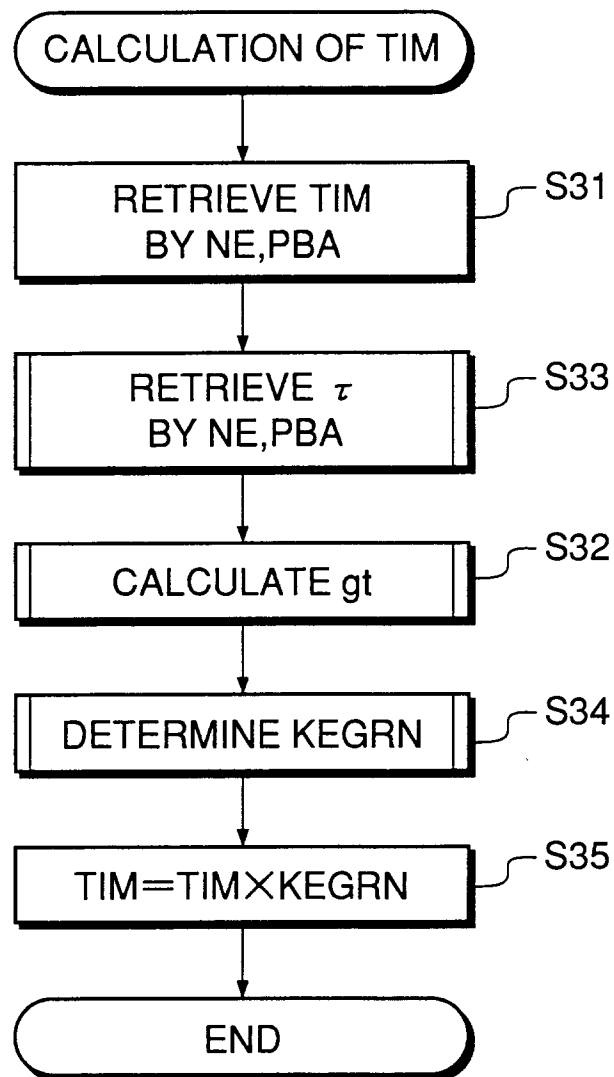 CALCULATION OF TIM
RETRIEVE TIM
BY NE,PBA
S31
RETRIEVE τ
BY NE,PBA
S33
CALCULATE gt
S32
DETERMINE KEGRN
S34
TIM=TIM×KEGRN
S35
END